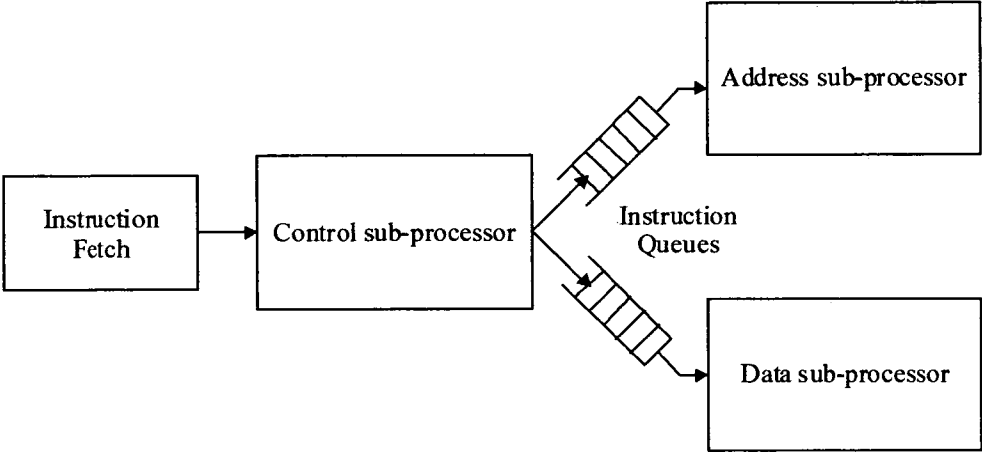 Address sub-processor
Instruction
Fetch
Control sub-processor
Instruction
Queues
Data sub-processor